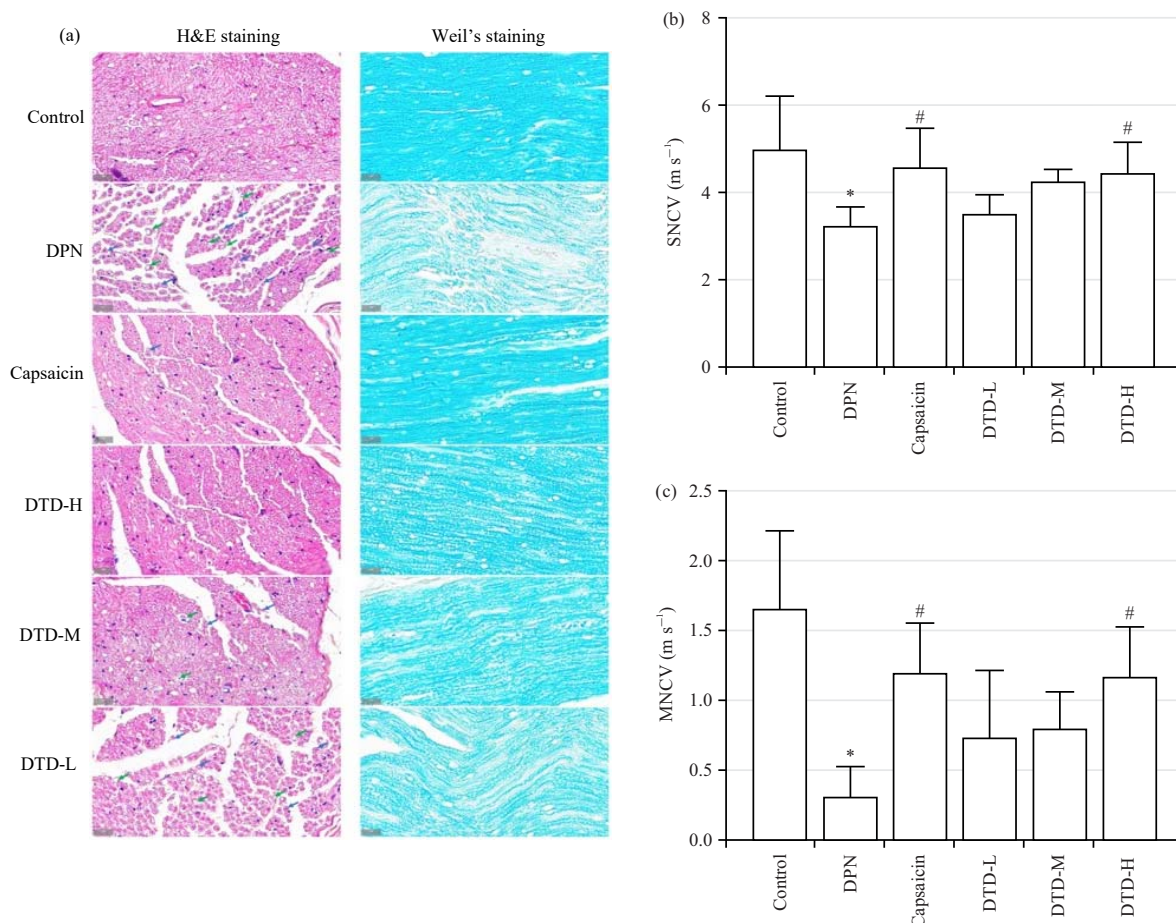 (a)
H&E staining
Weil’s staining
Control
DPN
Capsaicin
DTD-H
DTD-M
DTD-L
(b)
SNCV (m s⁻¹)
8
6
4
2
0
*
#
#
Control
DPN
Capsaicin
DTD-L
DTD-M
DTD-H
(c)
MNCV (m s⁻¹)
2.5
2.0
1.5
1.0
0.5
0.0
*
#
#
Control
DPN
Capsaicin
DTD-L
DTD-M
DTD-H